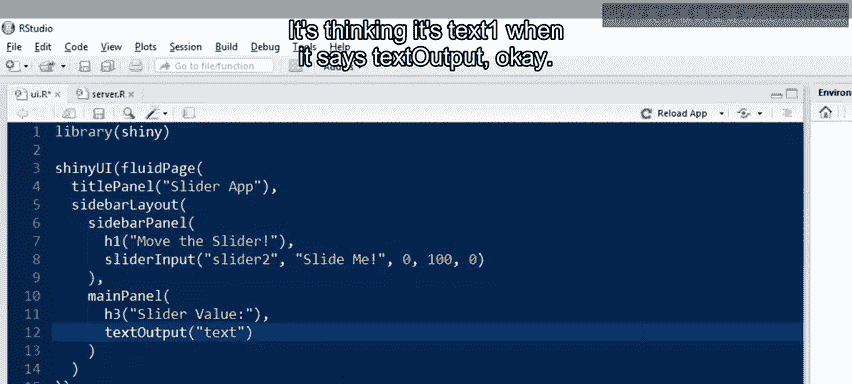 It's thinking it's text1 when
it says textOutput, okay.
RStudio
File Edit Code View Plots Session Build Debug Tools Help
Go to file/function
ui.R* × server.R ×
Reload App
Environ
1 library(shiny)
2
3 shinyUI(fluidPage(
4 titlePanel("Slider App"),
5 sidebarLayout(
6 sidebarPanel(
7 h1("Move the Slider!"),
8 sliderInput("slider2", "Slide Me!", 0, 100, 0)
9 ),
10 mainPanel(
11 h3("Slider Value:"),
12 textOutput("text")
13 )
14 )